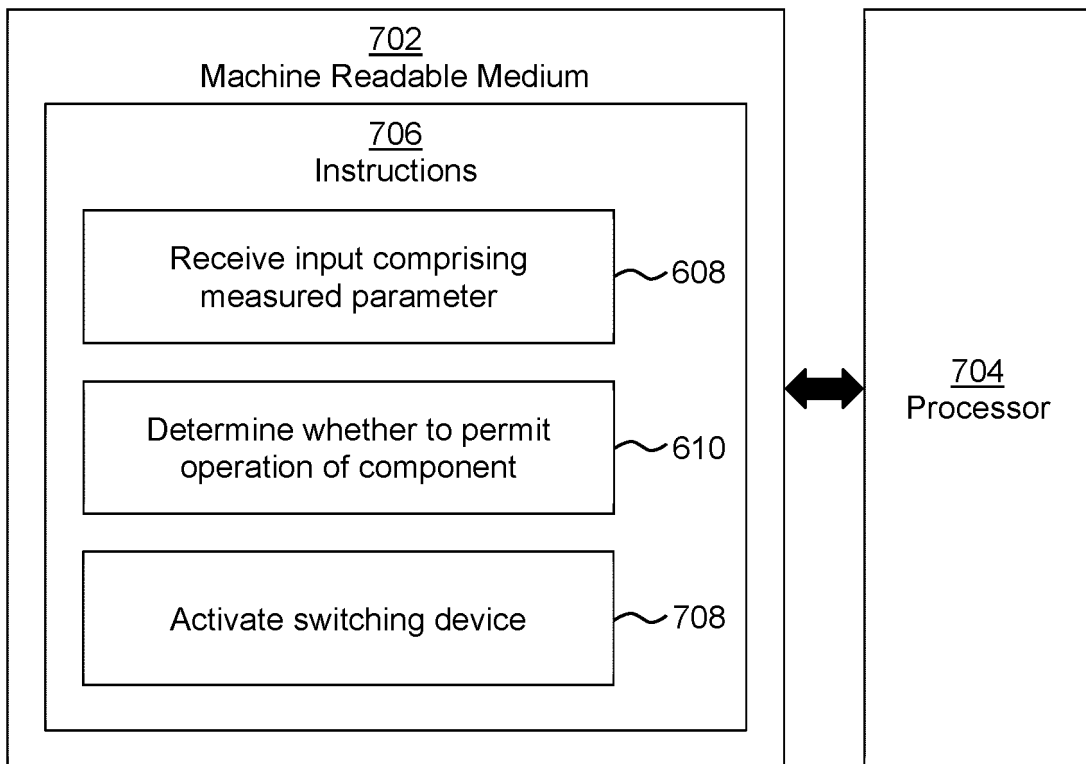 702
Machine Readable Medium
706
Instructions
Receive input comprising
measured parameter
608
Determine whether to permit
operation of component
610
Activate switching device
708
704
Processor